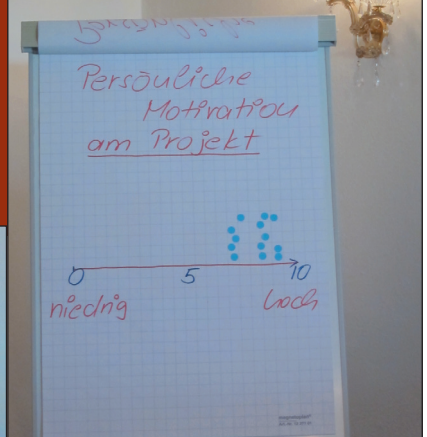 Persönliche
Motivation
am Projekt
0 5 10
niedrig hoch